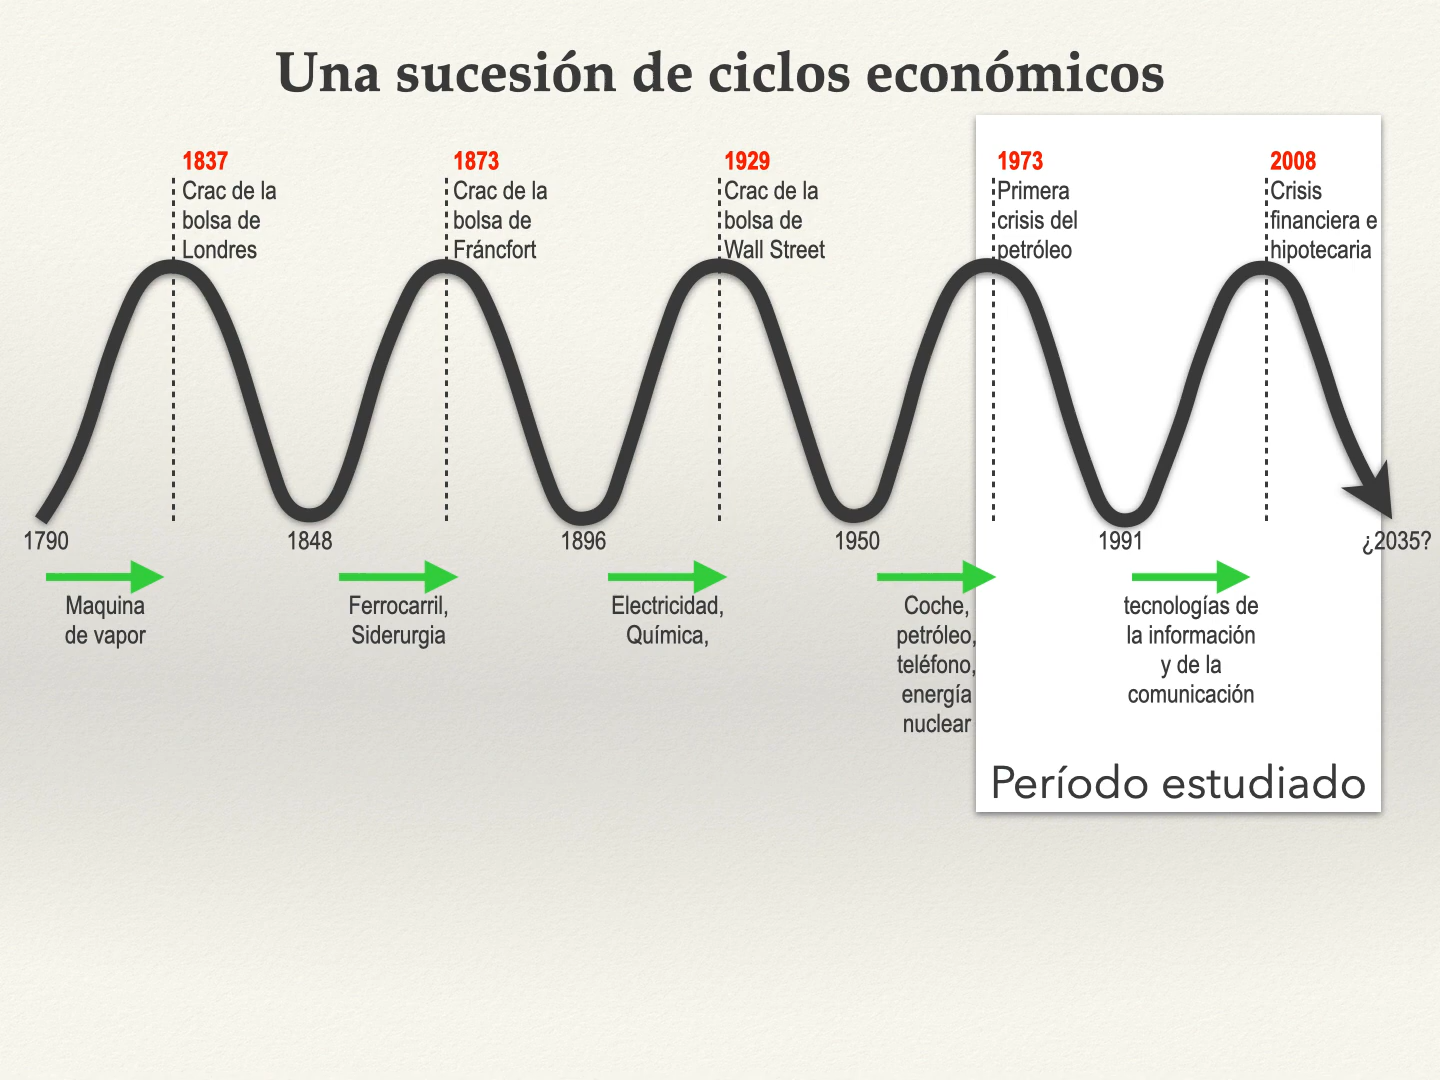 Una sucesión de ciclos económicos
1837
Crac de la
bolsa de
Londres
1873
Crac de la
bolsa de
Fráncfort
1929
Crac de la
bolsa de
Wall Street
1973
Primera
crisis del
petróleo
2008
Crisis
financiera e
hipotecaria
1790
1848
1896
1950
1991
¿2035?
Maquina
de vapor
Ferrocarril,
Siderurgia
Electricidad,
Química,
Coche,
petróleo,
teléfono,
energía
nuclear
tecnologías de
la información
y de la
comunicación
Período estudiado